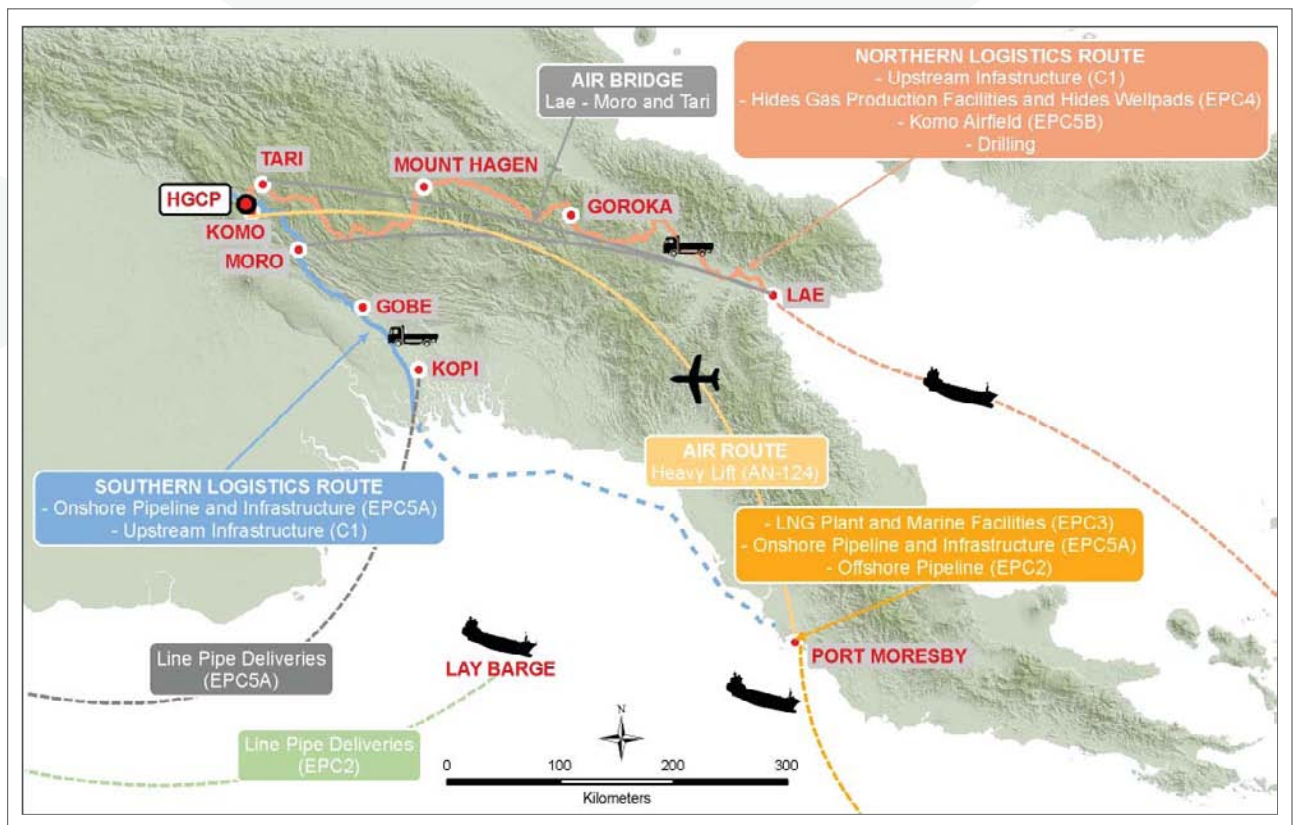 NORTHERN LOGISTICS ROUTE
- Upstream Infastructure (C1)
- Hides Gas Production Facilities and Hides Wellpads (EPC4)
- Komo Airfield (EPC5B)
- Drilling
AIR BRIDGE
Lae - Moro and Tari
TARI
MOUNT HAGEN
HGCP
GOROKA
KOMO
MORO
LAE
GOBE
KOPI
AIR ROUTE
Heavy Lift (AN-124)
SOUTHERN LOGISTICS ROUTE
- Onshore Pipeline and Infrastructure (EPC5A)
- Upstream Infrastructure (C1)
- LNG Plant and Marine Facilities (EPC3)
- Onshore Pipeline and Infrastructure (EPC5A)
- Offshore Pipeline (EPC2)
Line Pipe Deliveries
(EPC5A)
LAY BARGE
PORT MORESBY
Line Pipe Deliveries
(EPC2)
N
0 100 200 300
Kilometers